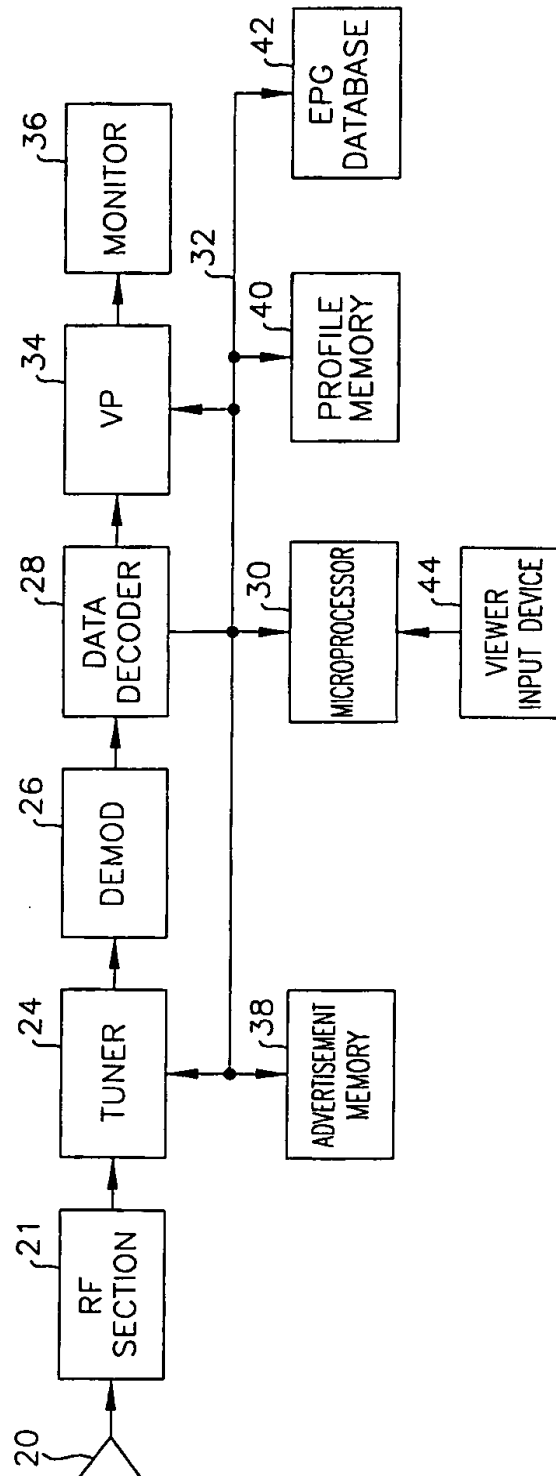 20
21
RF
SECTION
24
TUNER
26
DEMOD
28
DATA
DECODER
34
VP
36
MONITOR
32
38
ADVERTISEMENT
MEMORY
30
MICROPROCESSOR
40
PROFILE
MEMORY
42
EPG
DATABASE
44
VIEWER
INPUT DEVICE